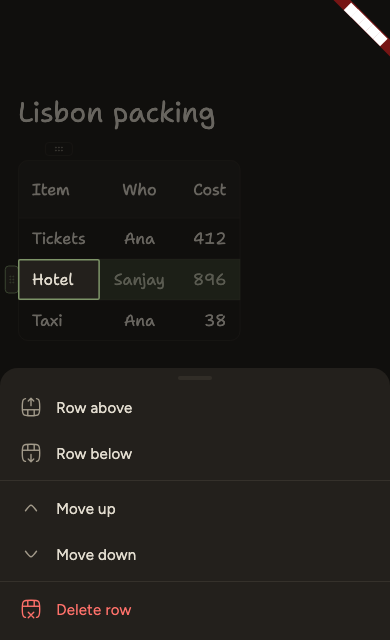 Lisbon packing
Item Who Cost
Tickets Ana 412
Hotel Sanjay 896
Taxi Ana 38
Row above
Row below
Move up
Move down
Delete row